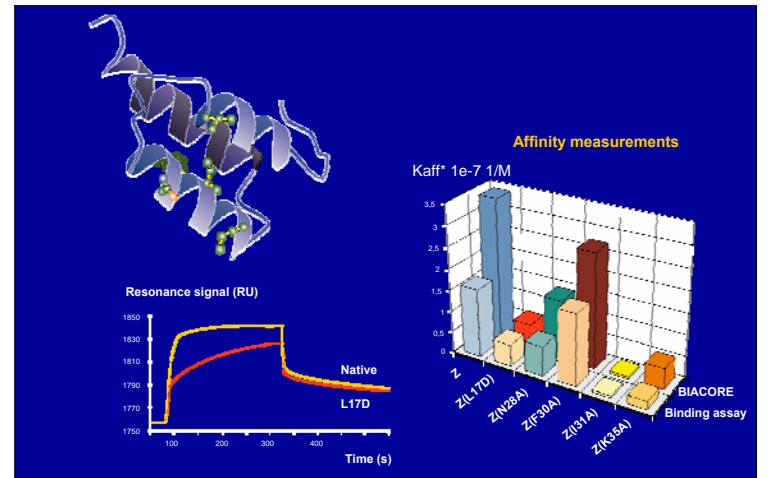 Affinity measurements
Kaff* 1e-7 1/M
3,5
3
2,5
2
1,5
1
0,5
0
Z
Z(L17D)
Z(N28A)
Z(F30A)
Z(I31A)
Z(K35A)
BIACORE
Binding assay
Resonance signal (RU)
1850
1830
1810
1790
1770
1750
Native
L17D
100
200
300
400
Time (s)